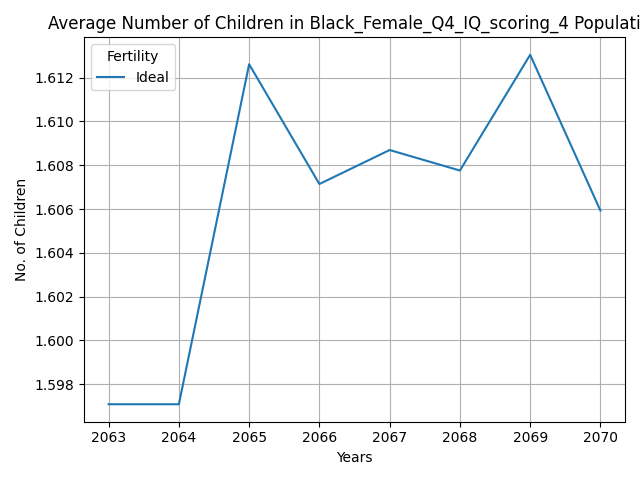 Average Number of Children in Black_Female_Q4_IQ_scoring_4 Populati
Fertility
Ideal
No. of Children
1.612
1.610
1.608
1.606
1.604
1.602
1.600
1.598
2063 2064 2065 2066 2067 2068 2069 2070
Years